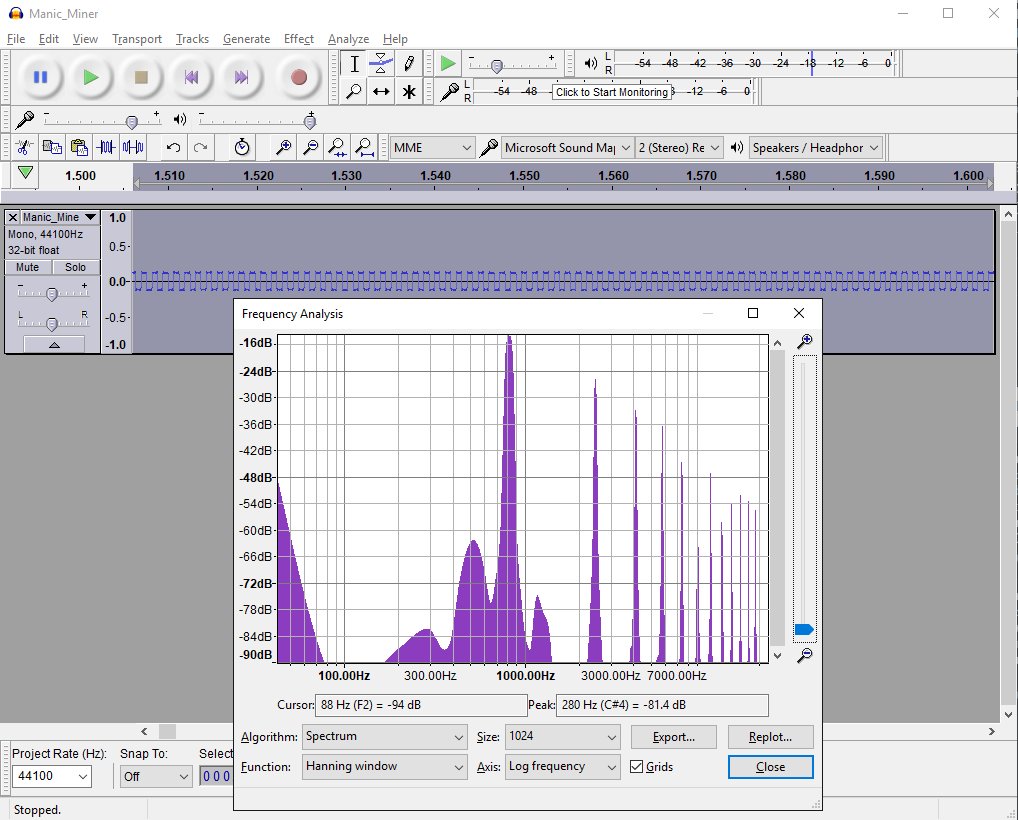 Manic_Miner
File Edit View Transport Tracks Generate Effect Analyze Help
- + L R -54 -48 -42 -36 -30 -24 -18 -12 -6 0
L R -54 -48 Click to Start Monitoring -12 -6 0
- + - +
MME Microsoft Sound Ma 2 (Stereo) Re Speakers / Headphor
1.500 1.510 1.520 1.530 1.540 1.550 1.560 1.570 1.580 1.590 1.600
Manic_Mine 1.0
Mono, 44100Hz
32-bit float 0.5-
Mute Solo
- + 0.0-
L R -0.5-
-1.0
Frequency Analysis
-16dB-
-24dB-
-30dB-
-36dB-
-42dB-
-48dB-
-54dB-
-60dB-
-66dB-
-72dB-
-78dB-
-84dB-
-90dB
100.00Hz 300.00Hz 1000.00Hz 3000.00Hz 7000.00Hz
Cursor: 88 Hz (F2) = -94 dB Peak: 280 Hz (C#4) = -81.4 dB
Algorithm: Spectrum Size: 1024 Export... Replot...
Function: Hanning window Axis: Log frequency Grids Close
Project Rate (Hz): Snap To: Select
44100 Off 0 0 0
Stopped.